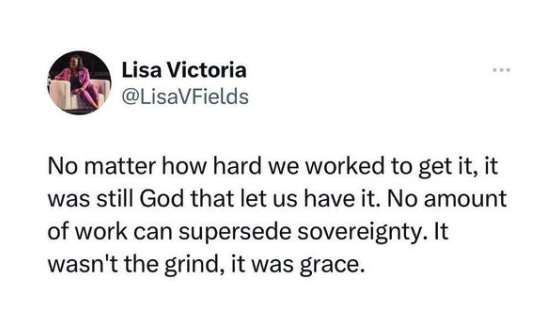 Lisa Victoria
@LisaVFields
No matter how hard we worked to get it, it
was still God that let us have it. No amount
of work can supersede sovereignty. It
wasn't the grind, it was grace.